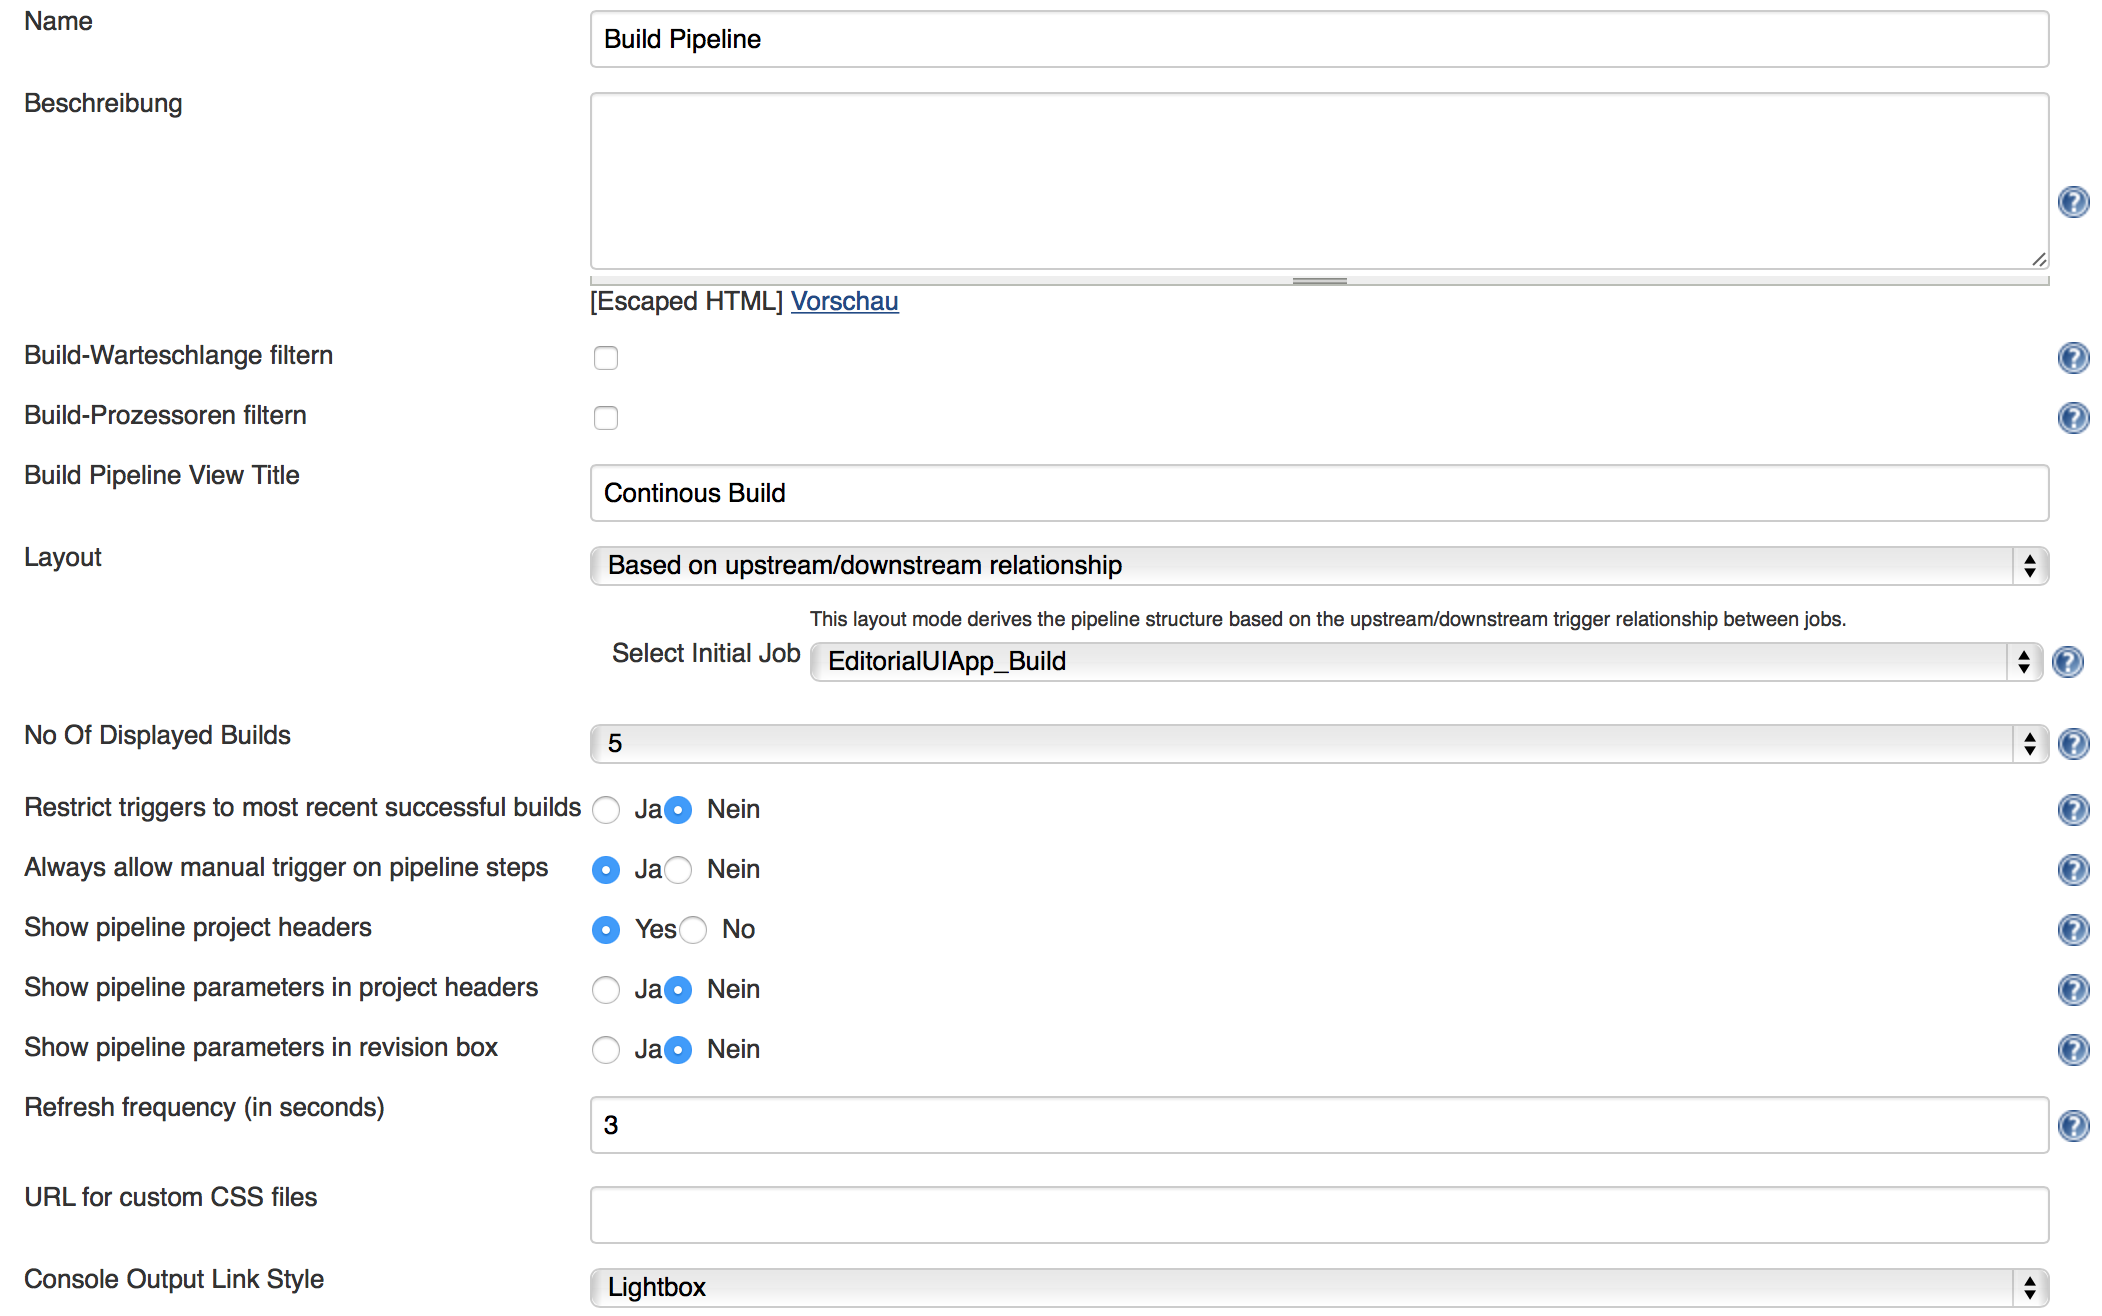 Name
Build Pipeline
Beschreibung
[Escaped HTML] Vorschau
Build-Warteschlange filtern
Build-Prozessoren filtern
Build Pipeline View Title
Continous Build
Layout
Based on upstream/downstream relationship
This layout mode derives the pipeline structure based on the upstream/downstream trigger relationship between jobs.
Select Initial Job EditorialUIApp_Build
No Of Displayed Builds
5
Restrict triggers to most recent successful builds Ja Nein
Always allow manual trigger on pipeline steps Ja Nein
Show pipeline project headers Yes No
Show pipeline parameters in project headers Ja Nein
Show pipeline parameters in revision box Ja Nein
Refresh frequency (in seconds)
3
URL for custom CSS files
Console Output Link Style
Lightbox